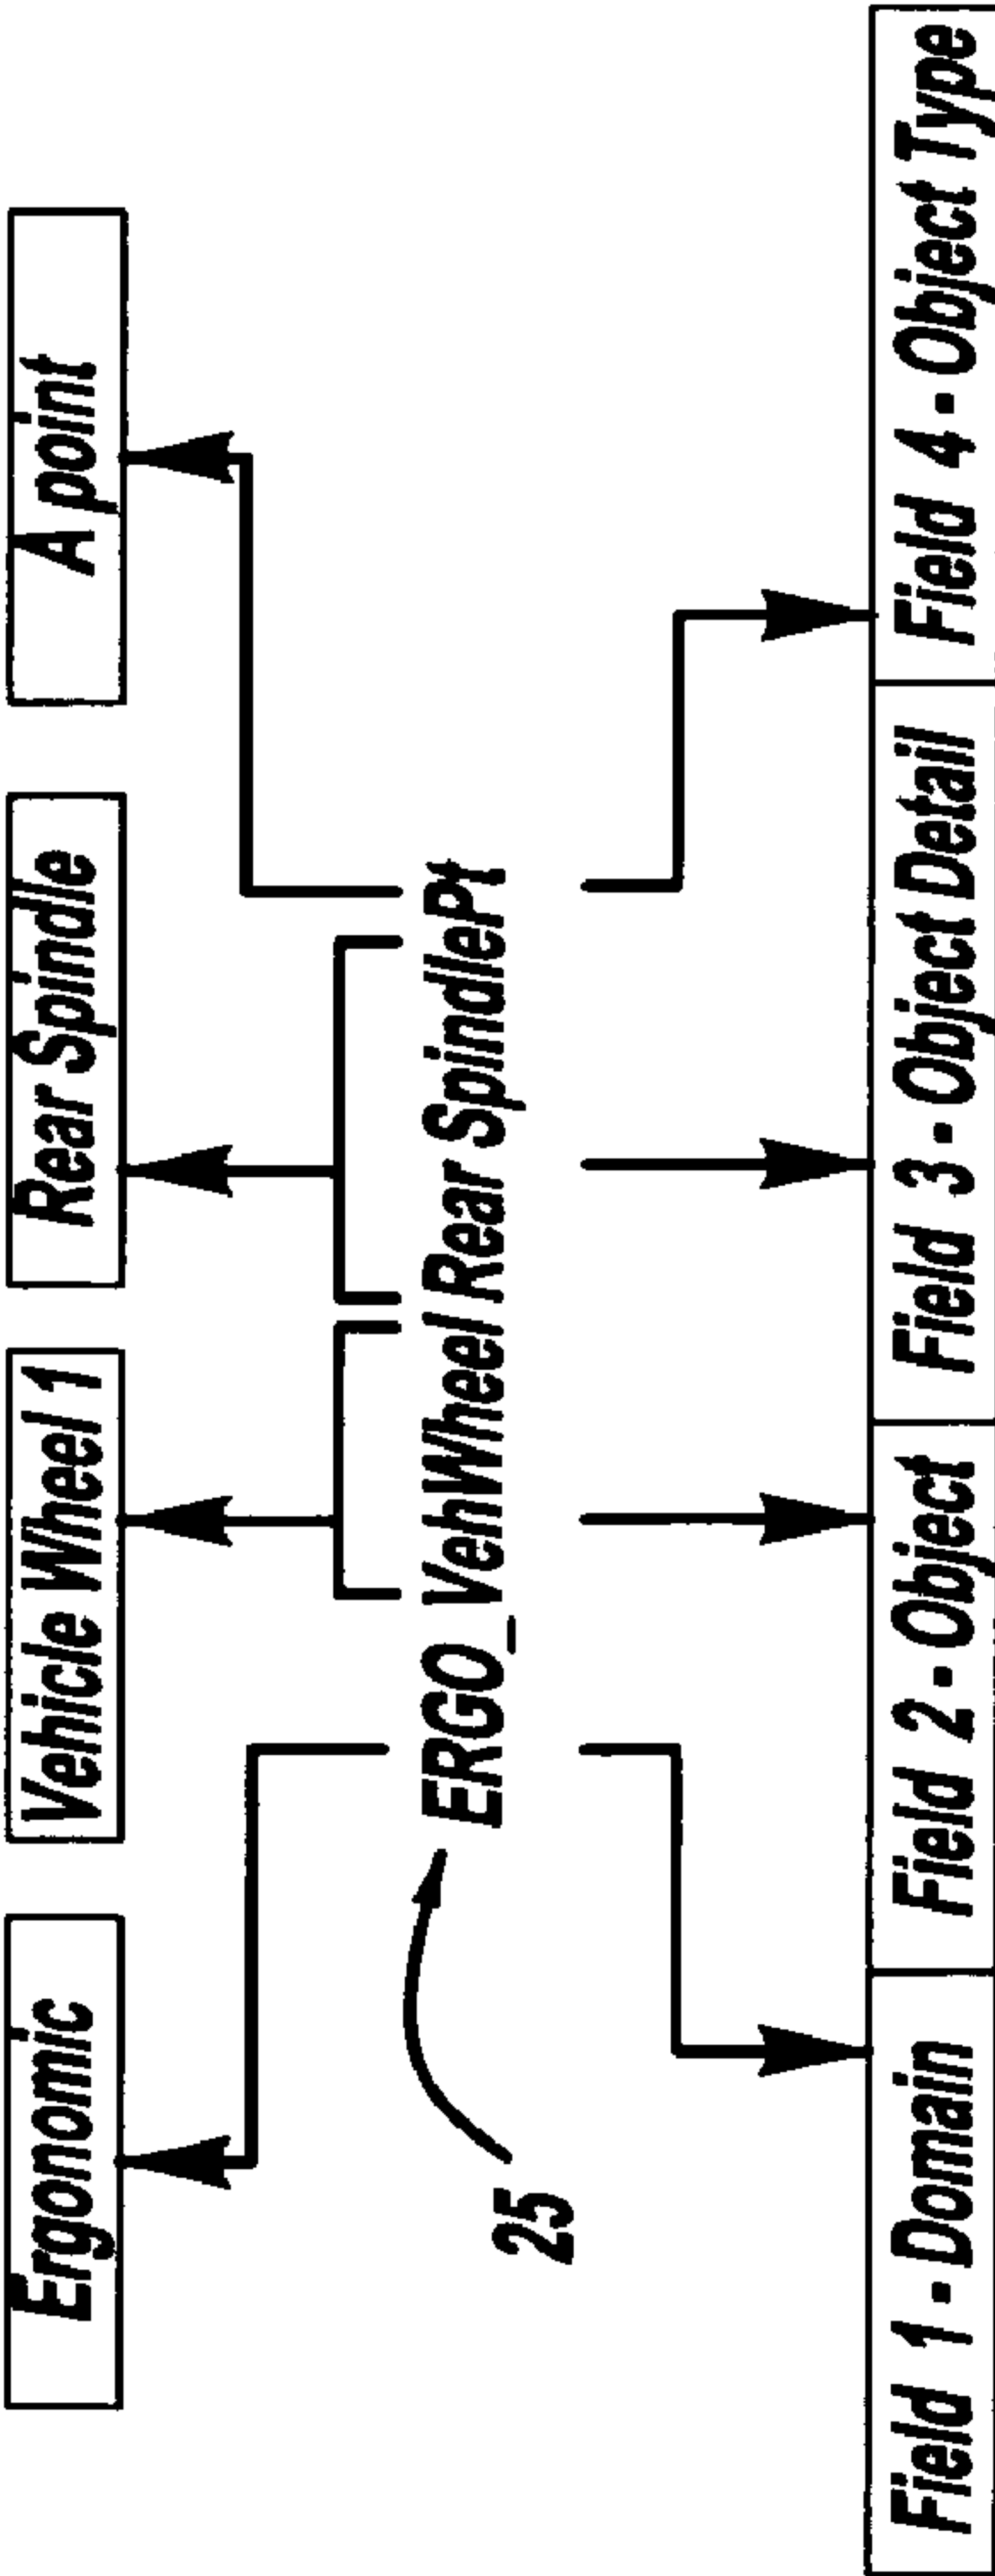 Ergonomic
Vehicle Wheel 1
Rear Spindle
A point
ERGO_VehWheel Rear SpindlePt
25
Field 1 - Domain
Field 2 - Object
Field 3 - Object Detail
Field 4 - Object Type